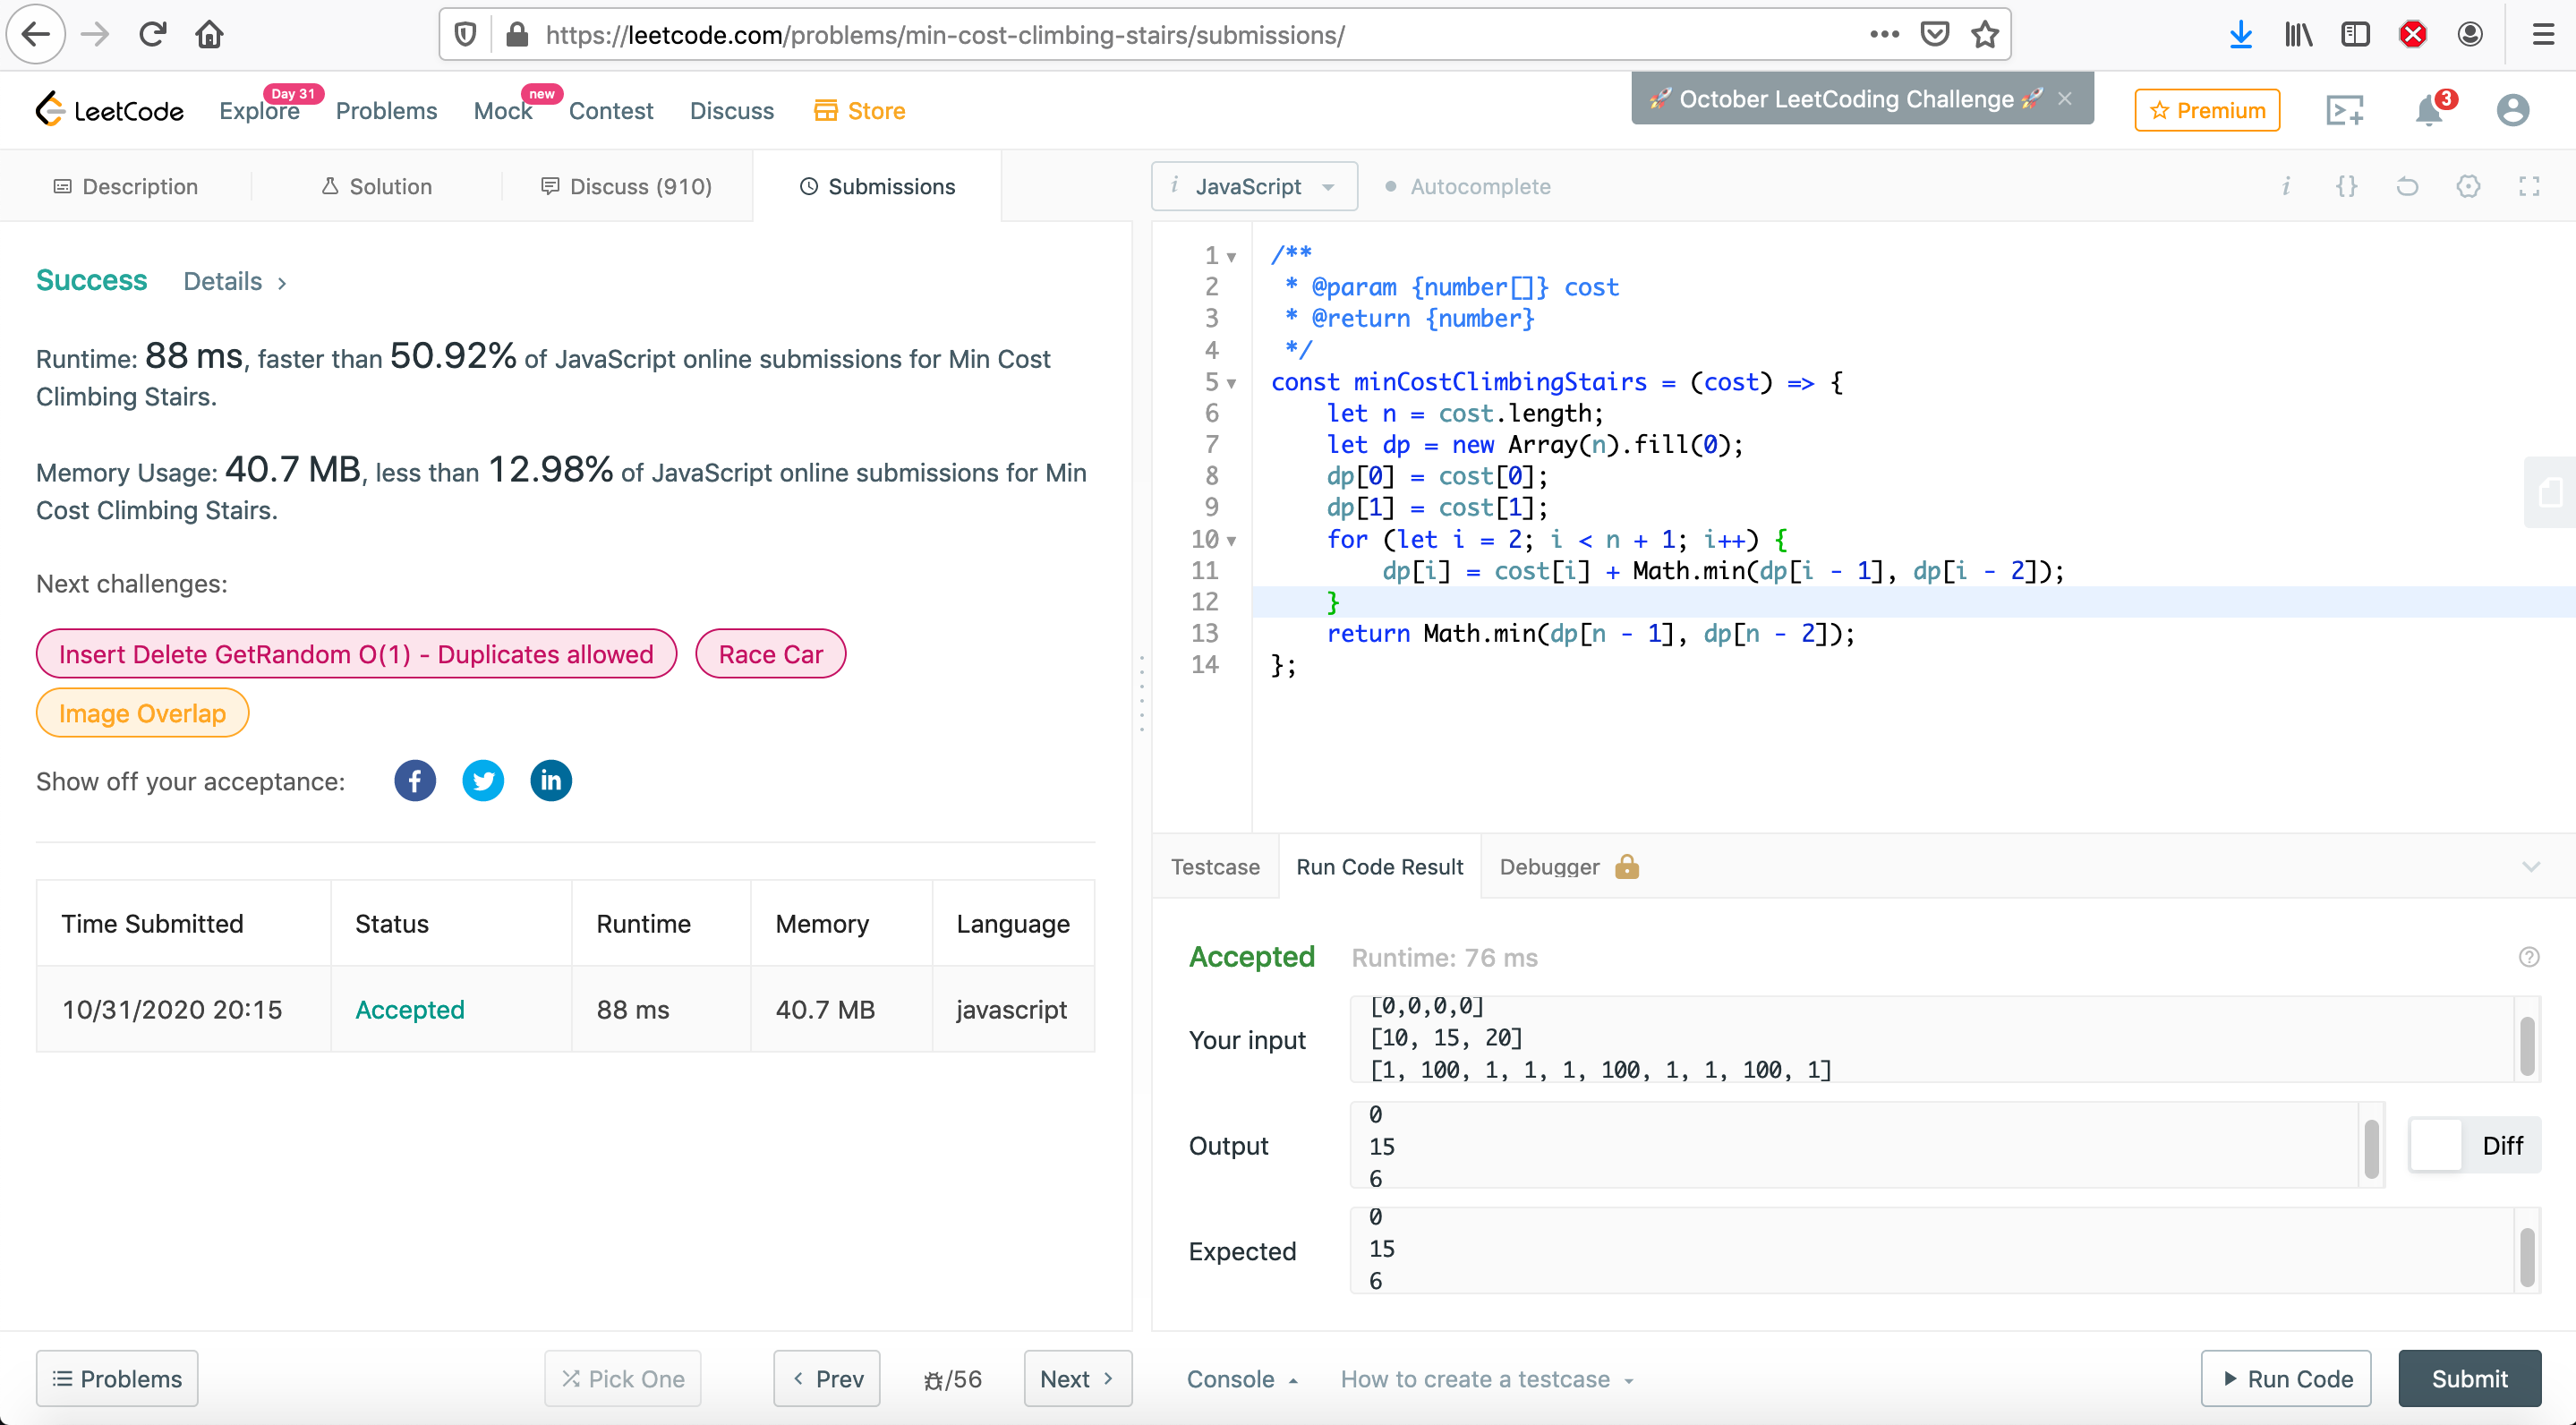 https://leetcode.com/problems/min-cost-climbing-stairs/submissions/
LeetCode
Explore
Day 31
Problems
Mock
new
Contest
Discuss
Store
🚀 October LeetCoding Challenge 🚀 ×
Premium
3
Description
Solution
Discuss (910)
Submissions
i JavaScript
Autocomplete
Success Details >
Runtime: 88 ms, faster than 50.92% of JavaScript online submissions for Min Cost
Climbing Stairs.
Memory Usage: 40.7 MB, less than 12.98% of JavaScript online submissions for Min
Cost Climbing Stairs.
Next challenges:
Insert Delete GetRandom O(1) - Duplicates allowed
Race Car
Image Overlap
Show off your acceptance:
Time Submitted Status Runtime Memory Language
10/31/2020 20:15 Accepted 88 ms 40.7 MB javascript
1 /**
2  * @param {number[]} cost
3  * @return {number}
4  */
5 const minCostClimbingStairs = (cost) => {
6     let n = cost.length;
7     let dp = new Array(n).fill(0);
8     dp[0] = cost[0];
9     dp[1] = cost[1];
10     for (let i = 2; i < n + 1; i++) {
11         dp[i] = cost[i] + Math.min(dp[i - 1], dp[i - 2]);
12     }
13     return Math.min(dp[n - 1], dp[n - 2]);
14 };
Testcase
Run Code Result
Debugger
Accepted Runtime: 76 ms
Your input
[0,0,0,0]
[10, 15, 20]
[1, 100, 1, 1, 1, 100, 1, 1, 100, 1]
Output
0
15
6
Diff
Expected
0
15
6
Problems
Pick One
< Prev
/56
Next >
Console
How to create a testcase
Run Code
Submit